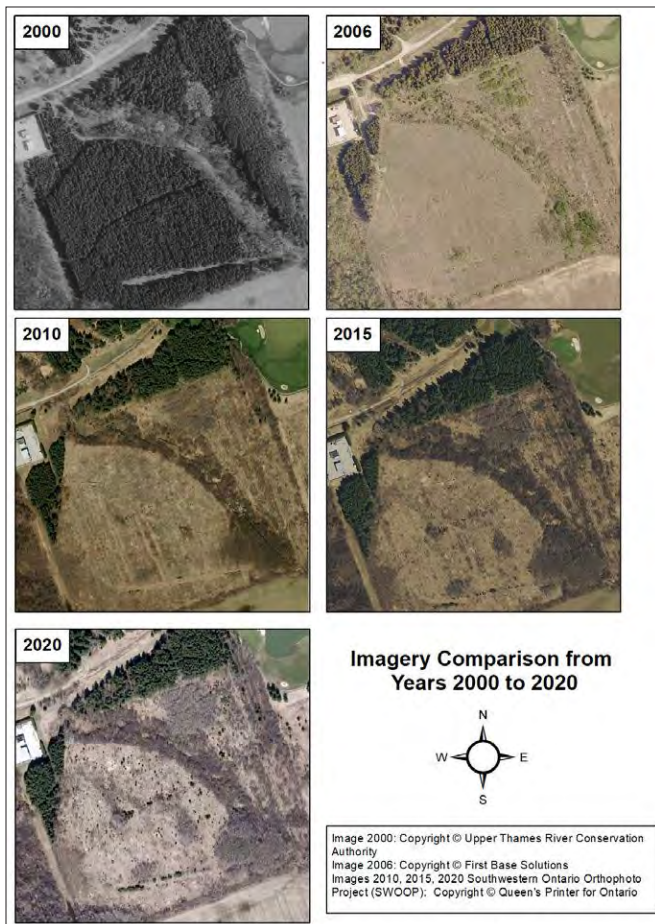 2000
2006
2010
2015
2020
Imagery Comparison from
Years 2000 to 2020
N
W E
S
Image 2000: Copyright © Upper Thames River Conservation
Authority
Image 2006: Copyright © First Base Solutions
Images 2010, 2015, 2020 Southwestern Ontario Orthophoto
Project (SWOOP): Copyright © Queen's Printer for Ontario